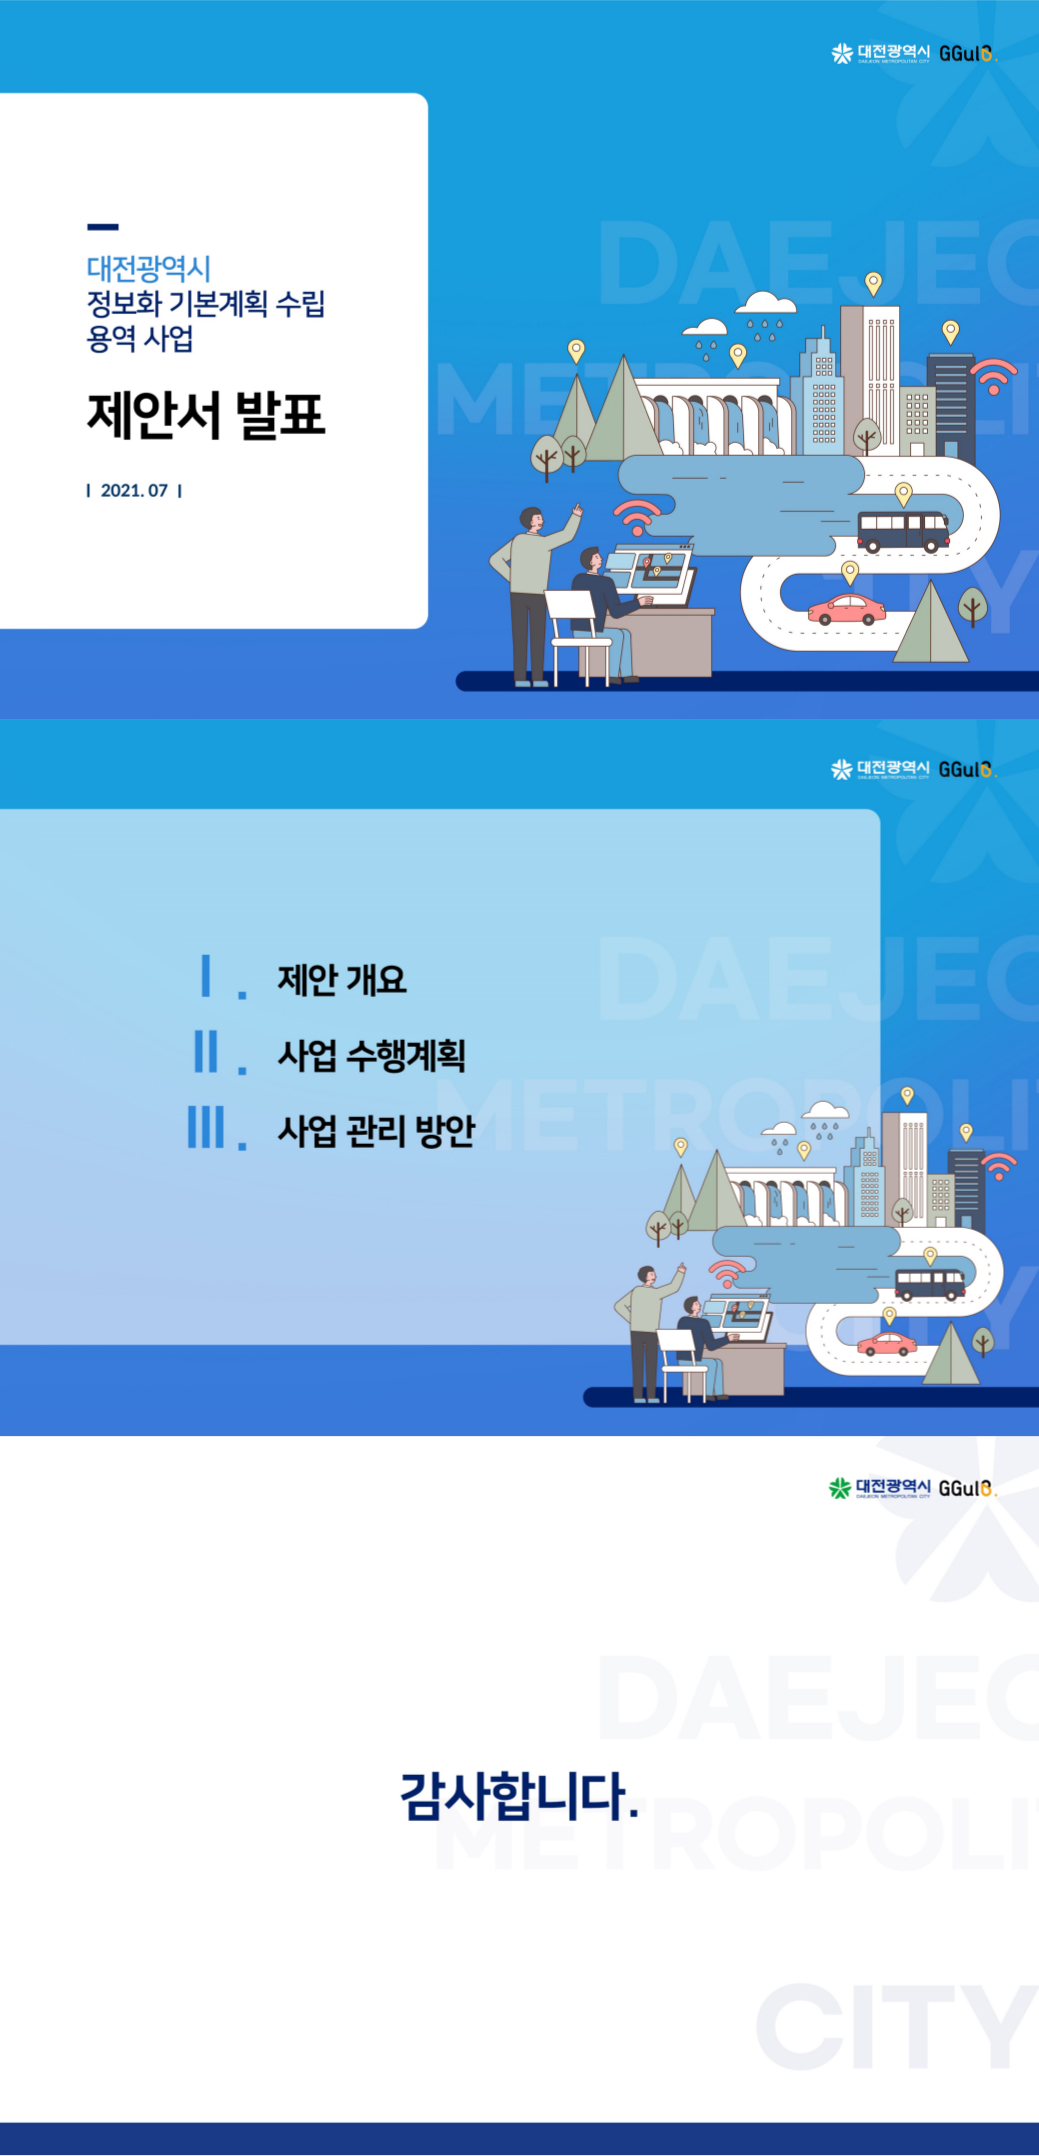 대전광역시 GGul
DAEJEON METROPOLITAN CITY
DAEJEO
METROPOLI
CITY
대전광역시
정보화 기본계획 수립
용역 사업
제안서 발표
2021. 07
대전광역시 GGul
DAEJEON METROPOLITAN CITY
DAEJEO
METROPOLI
CITY
I. 제안 개요
II. 사업 수행계획
III. 사업 관리 방안
대전광역시 GGul
DAEJEON METROPOLITAN CITY
DAEJEO
감사합니다.
METROPOLI
CITY